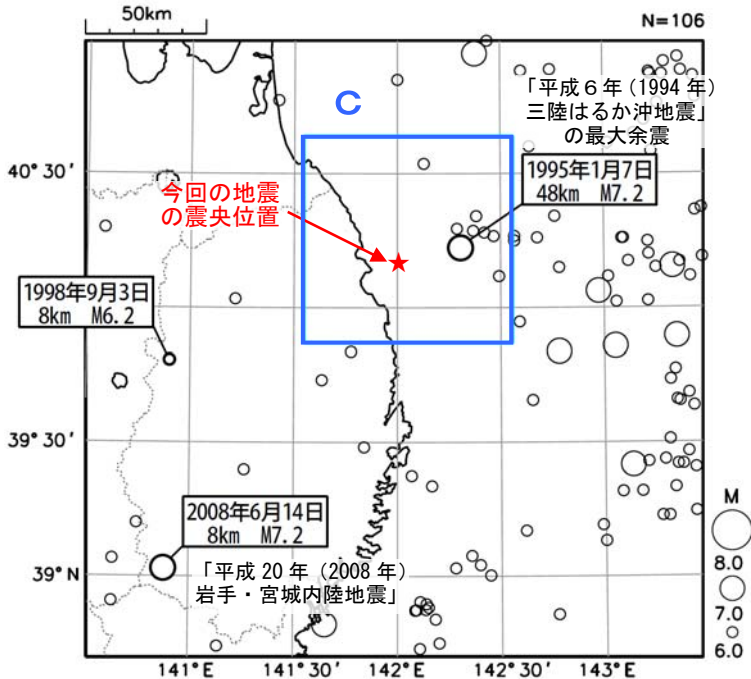 50km
N=106
C
「平成６年（1994 年）
三陸はるか沖地震」
の最大余震
40°30′
1995年1月7日
48km M7.2
今回の地震
の震央位置
1998年9月3日
8km M6.2
39°30′
2008年6月14日
8km M7.2
M
8.0
7.0
6.0
39°N
「平成 20 年（2008 年）
岩手・宮城内陸地震」
141°E
141°30′
142°E
142°30′
143°E